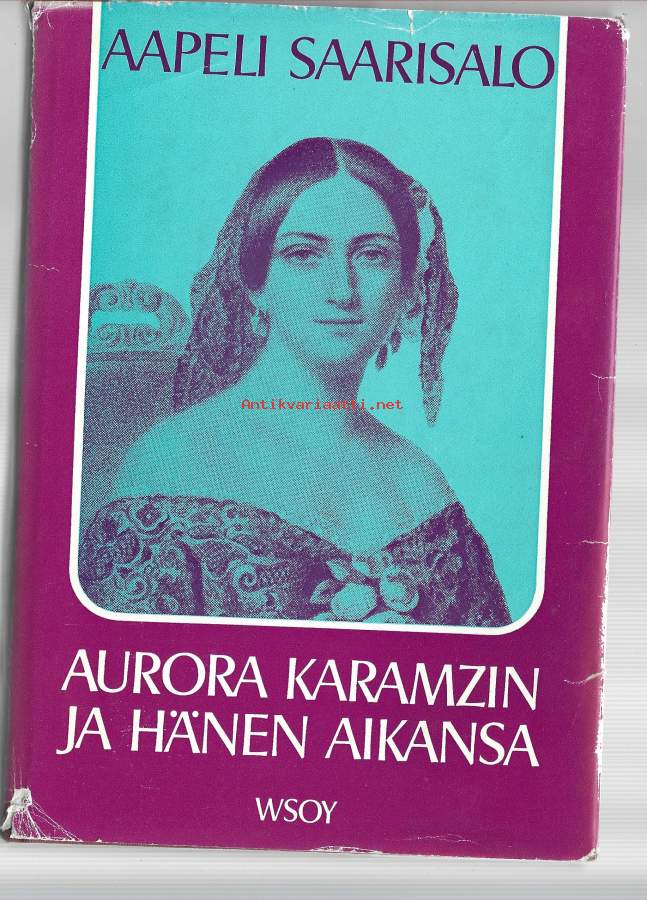 AAPELI SAARISALO
Antikvariaatti.net
AURORA KARAMZIN
JA HÄNEN AIKANSA
WSOY